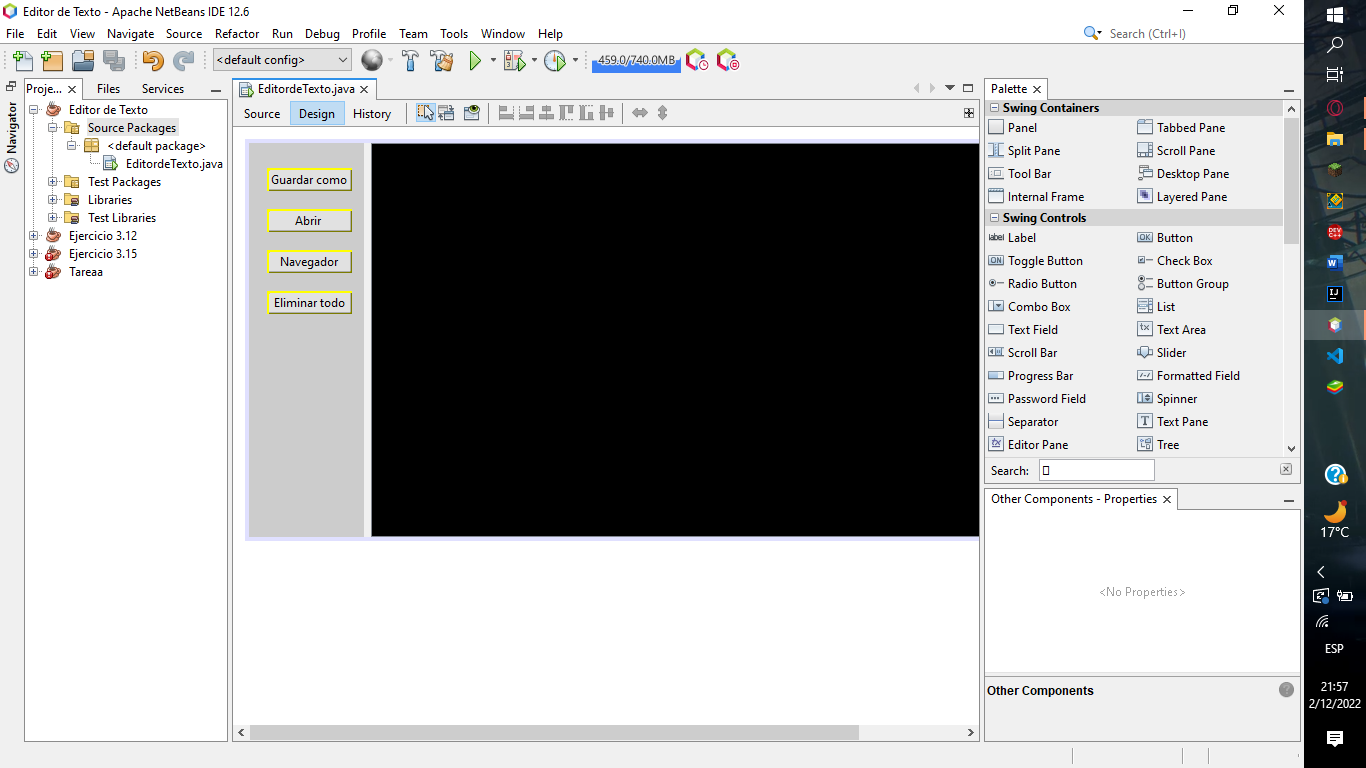 Editor de Texto - Apache NetBeans IDE 12.6
File Edit View Navigate Source Refactor Run Debug Profile Team Tools Window Help
Search (Ctrl+I)
<default config>
459.0/740.0MB
Proje... Files Services
Navigator
Editor de Texto
Source Packages
<default package>
EditordeTexto.java
Test Packages
Libraries
Test Libraries
Ejercicio 3.12
Ejercicio 3.15
Tareaa
EditordeTexto.java
Source Design History
Guardar como
Abrir
Navegador
Eliminar todo
Palette
Swing Containers
Panel Tabbed Pane
Split Pane Scroll Pane
Tool Bar Desktop Pane
Internal Frame Layered Pane
Swing Controls
label Label OK Button
ON Toggle Button Check Box
Radio Button Button Group
Combo Box List
Text Field Text Area
Scroll Bar Slider
Progress Bar Formatted Field
Password Field Spinner
Separator Text Pane
Editor Pane Tree
Search:
Other Components - Properties
<No Properties>
Other Components
DEV C++
W
IJ
17°C
ESP
21:57
2/12/2022